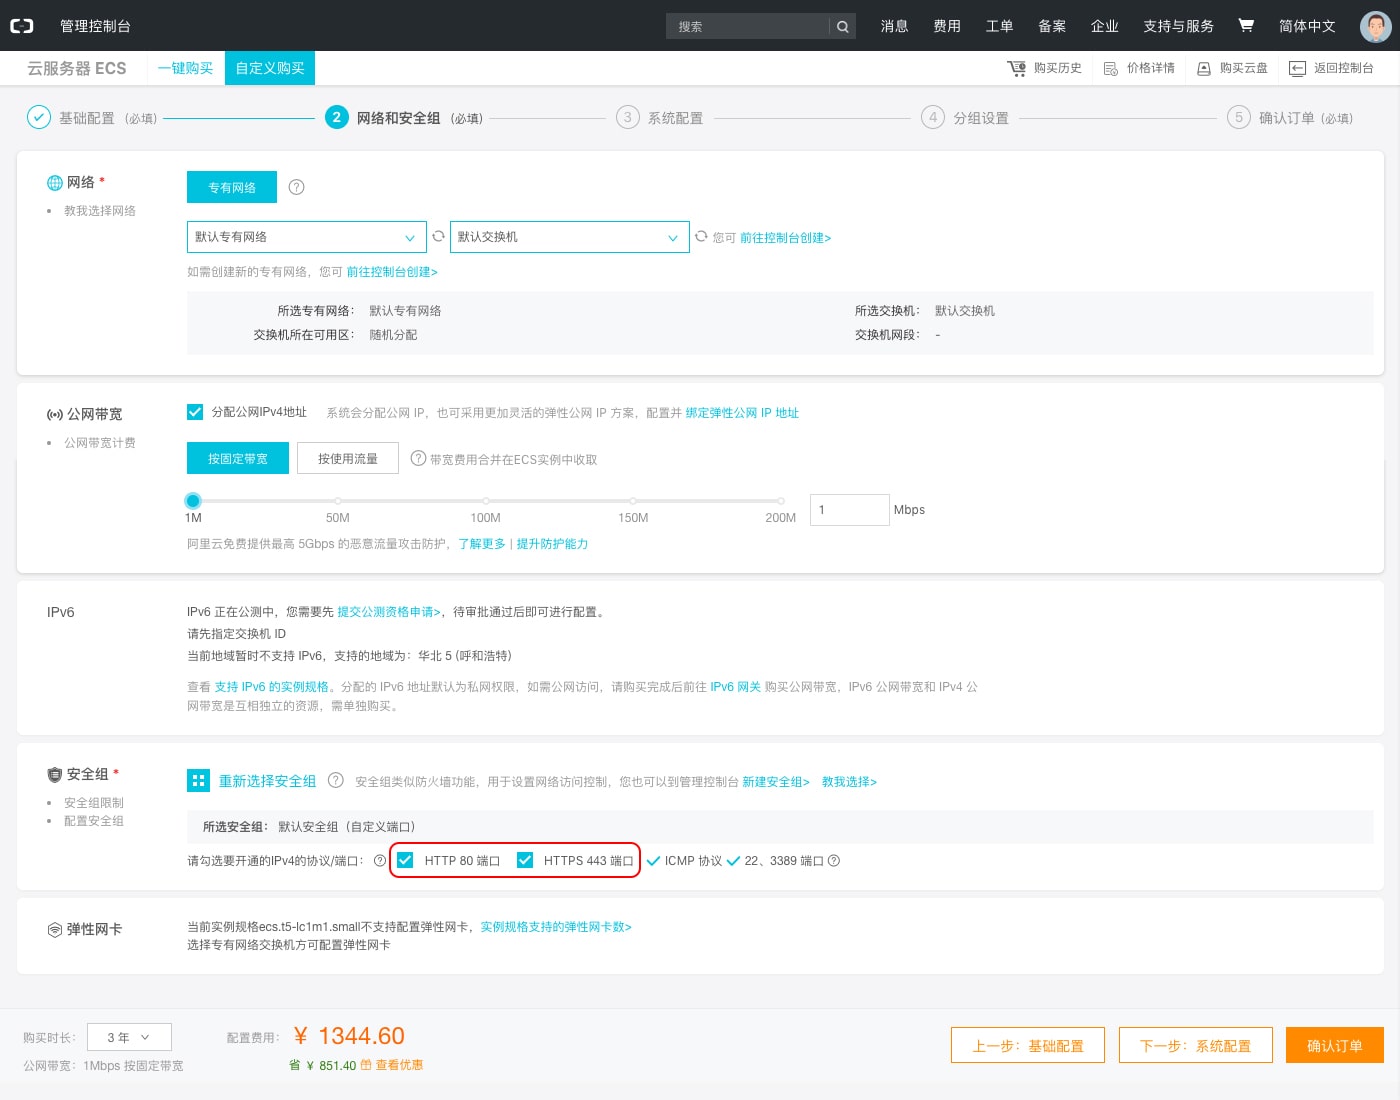 管理控制台 搜索 消息 费用 工单 备案 企业 支持与服务 简体中文
云服务器 ECS 一键购买 自定义购买 购买历史 价格详情 购买云盘 返回控制台
基础配置 (必填) 2 网络和安全组 (必填) 3 系统配置 4 分组设置 5 确认订单 (必填)
网络 * 专有网络 ?
• 教我选择网络
默认专有网络 默认交换机 您可 前往控制台创建>
如需创建新的专有网络，您可 前往控制台创建>
所选专有网络： 默认专有网络 所选交换机： 默认交换机
交换机所在可用区： 随机分配 交换机网段： -
公网带宽 分配公网IPv4地址 系统会分配公网 IP，也可采用更加灵活的弹性公网 IP 方案，配置并 绑定弹性公网 IP 地址
• 公网带宽计费
按固定带宽 按使用流量 ? 带宽费用合并在ECS实例中收取
1M 50M 100M 150M 200M 1 Mbps
阿里云免费提供最高 5Gbps 的恶意流量攻击防护，了解更多 | 提升防护能力
IPv6 IPv6 正在公测中，您需要先 提交公测资格申请>，待审批通过后即可进行配置。
请先指定交换机 ID
当前地域暂时不支持 IPv6，支持的地域为：华北 5 (呼和浩特)
查看 支持 IPv6 的实例规格。分配的 IPv6 地址默认为私网权限，如需公网访问，请购买完成后前往 IPv6 网关 购买公网带宽，IPv6 公网带宽和 IPv4 公
网带宽是互相独立的资源，需单独购买。
安全组 * 重新选择安全组 ? 安全组类似防火墙功能，用于设置网络访问控制，您也可以到管理控制台 新建安全组> 教我选择>
• 安全组限制
• 配置安全组
所选安全组： 默认安全组（自定义端口）
请勾选要开通的IPv4的协议/端口： ? HTTP 80 端口 HTTPS 443 端口 ICMP 协议 22、3389 端口 ?
弹性网卡 当前实例规格ecs.t5-lc1m1.small不支持配置弹性网卡，实例规格支持的弹性网卡数>
选择专有网络交换机方可配置弹性网卡
购买时长： 3 年 配置费用： ¥ 1344.60 上一步：基础配置 下一步：系统配置 确认订单
公网带宽： 1Mbps 按固定带宽 省 ¥ 851.40 查看优惠